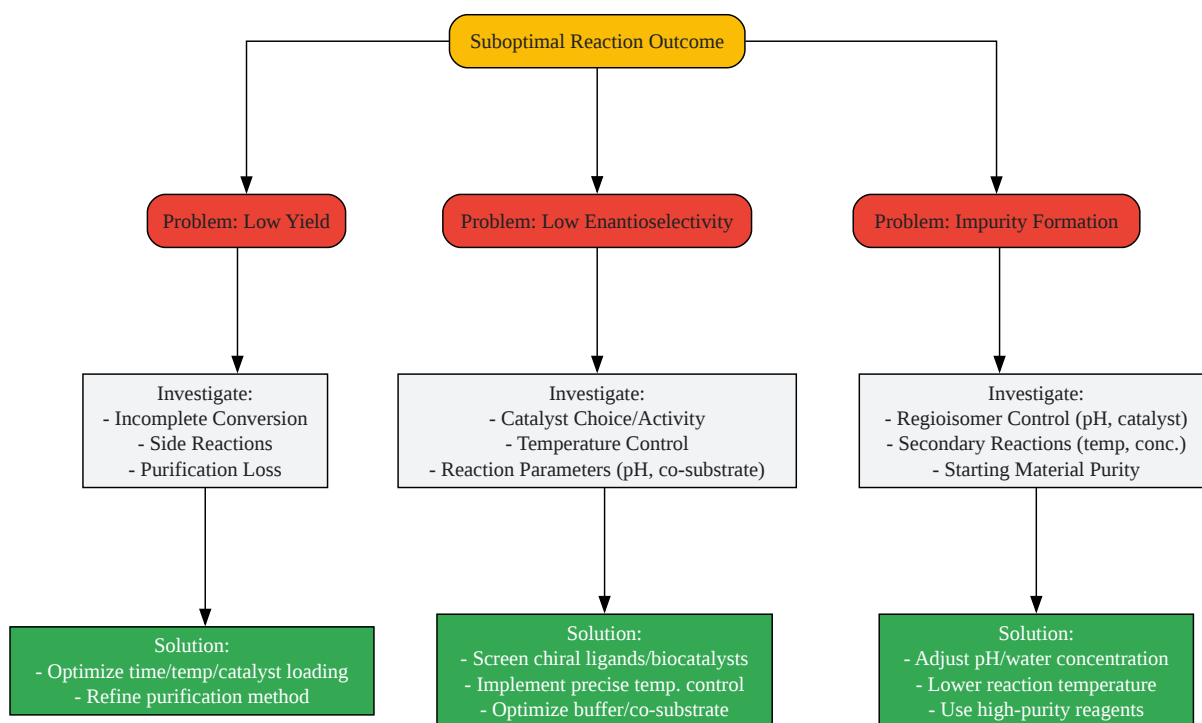 Suboptimal Reaction Outcome
Problem: Low Yield
Problem: Low Enantioselectivity
Problem: Impurity Formation
Investigate:
- Incomplete Conversion
- Side Reactions
- Purification Loss
Investigate:
- Catalyst Choice/Activity
- Temperature Control
- Reaction Parameters (pH, co-substrate)
Investigate:
- Regioisomer Control (pH, catalyst)
- Secondary Reactions (temp, conc.)
- Starting Material Purity
Solution:
- Optimize time/temp/catalyst loading
- Refine purification method
Solution:
- Screen chiral ligands/biocatalysts
- Implement precise temp. control
- Optimize buffer/co-substrate
Solution:
- Adjust pH/water concentration
- Lower reaction temperature
- Use high-purity reagents